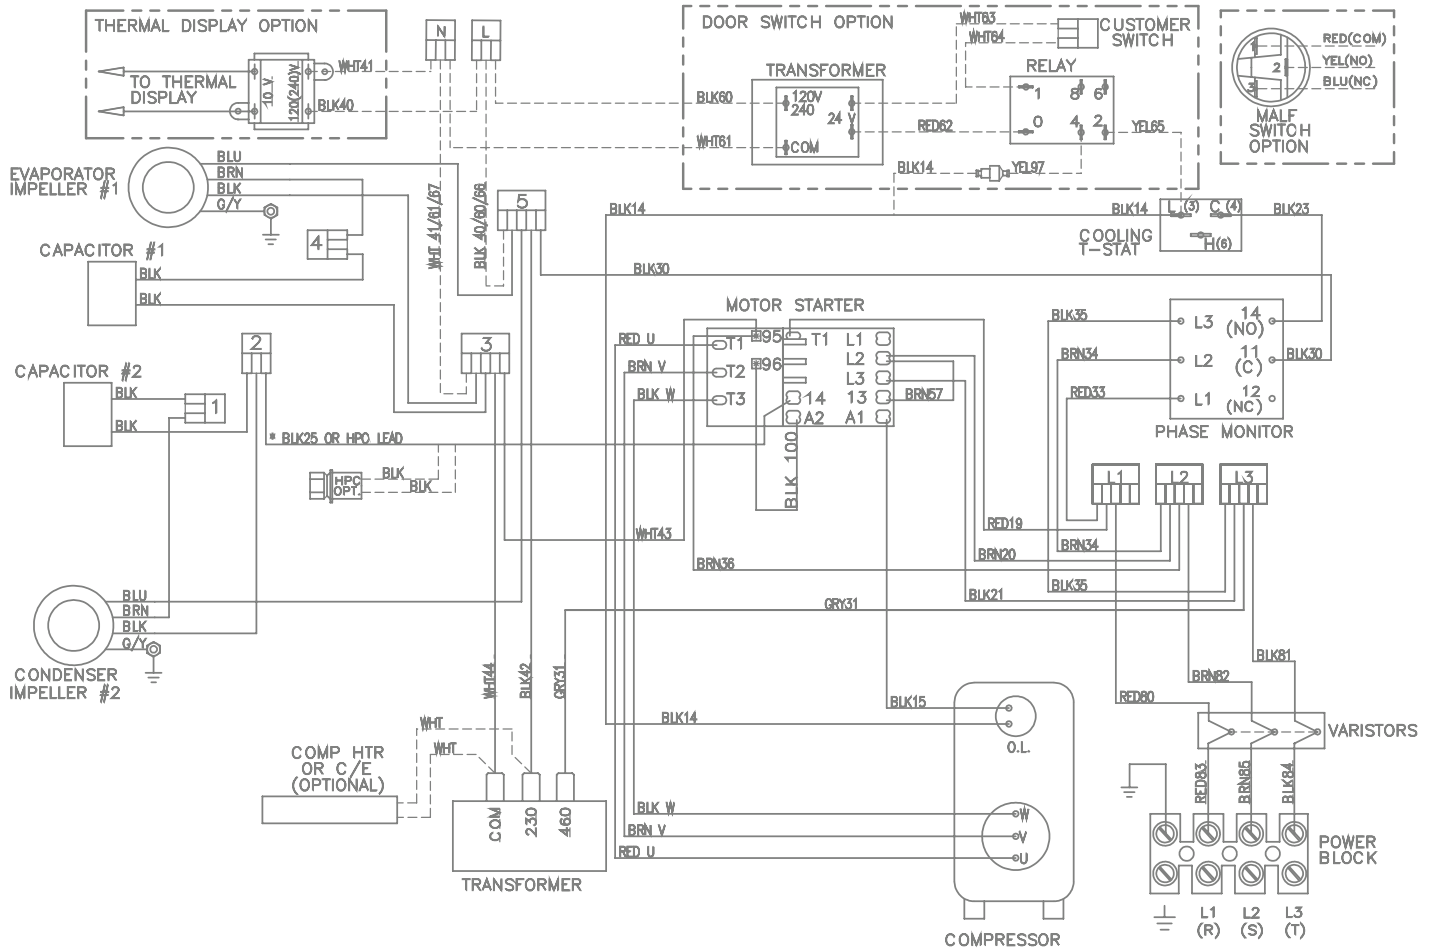 THERMAL DISPLAY OPTION
TO THERMAL
DISPLAY
10 V.
120(240)V
WHT41
BLK40
N
L
DOOR SWITCH OPTION
WHT63
WHT64
CUSTOMER
SWITCH
TRANSFORMER
RELAY
BLK60
120V
240
24 V
COM
WHT61
RED62
1
8
6
0
4
2
YEL65
BLK14
YEL97
1
2
3
RED(COM)
YEL(NO)
BLU(NC)
MALF
SWITCH
OPTION
EVAPORATOR
IMPELLER #1
BLU
BRN
BLK
G/Y
4
CAPACITOR #1
BLK
BLK
WHT 41/61/67
BLK 40/60/66
5
BLK14
BLK14
L (3)
C (4)
H(6)
BLK23
COOLING
T-STAT
BLK30
MOTOR STARTER
RED U
BRN V
BLK W
T1
T2
T3
95
96
T1
14
A2
L1
L2
L3
13
A1
BRN57
BLK 100
BLK35
BRN34
RED33
L3
L2
L1
14
(NO)
11
(C)
12
(NC)
BLK30
PHASE MONITOR
2
3
CAPACITOR #2
BLK
BLK
1
* BLK25 OR HPC LEAD
HPC
OPT.
BLK
BLK
L1
L2
L3
WHT43
RED19
BRN20
BRN34
BRN36
BLK35
BLK21
GRY31
BLU
BRN
BLK
G/Y
CONDENSER
IMPELLER #2
WHT44
BLK42
GRY31
BLK81
BRN82
RED80
BLK15
BLK14
O.L.
VARISTORS
WHT
WHT
COMP HTR
OR C/E
(OPTIONAL)
COM
230
460
TRANSFORMER
BLK W
BRN V
RED U
W
V
U
COMPRESSOR
RED83
BRN85
BLK84
POWER
BLOCK
L1
(R)
L2
(S)
L3
(T)